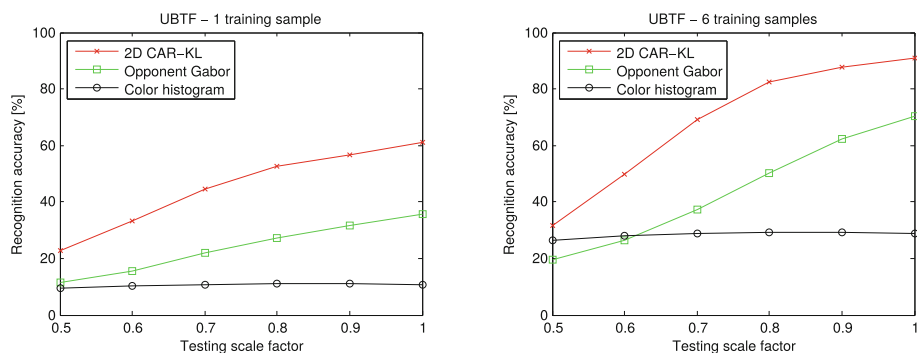 UBTF − 1 training sample
100
80
60
40
20
0
Recognition accuracy [%]
2D CAR−KL
Opponent Gabor
Color histogram
0.5 0.6 0.7 0.8 0.9 1
Testing scale factor
UBTF − 6 training samples
100
80
60
40
20
0
Recognition accuracy [%]
2D CAR−KL
Opponent Gabor
Color histogram
0.5 0.6 0.7 0.8 0.9 1
Testing scale factor